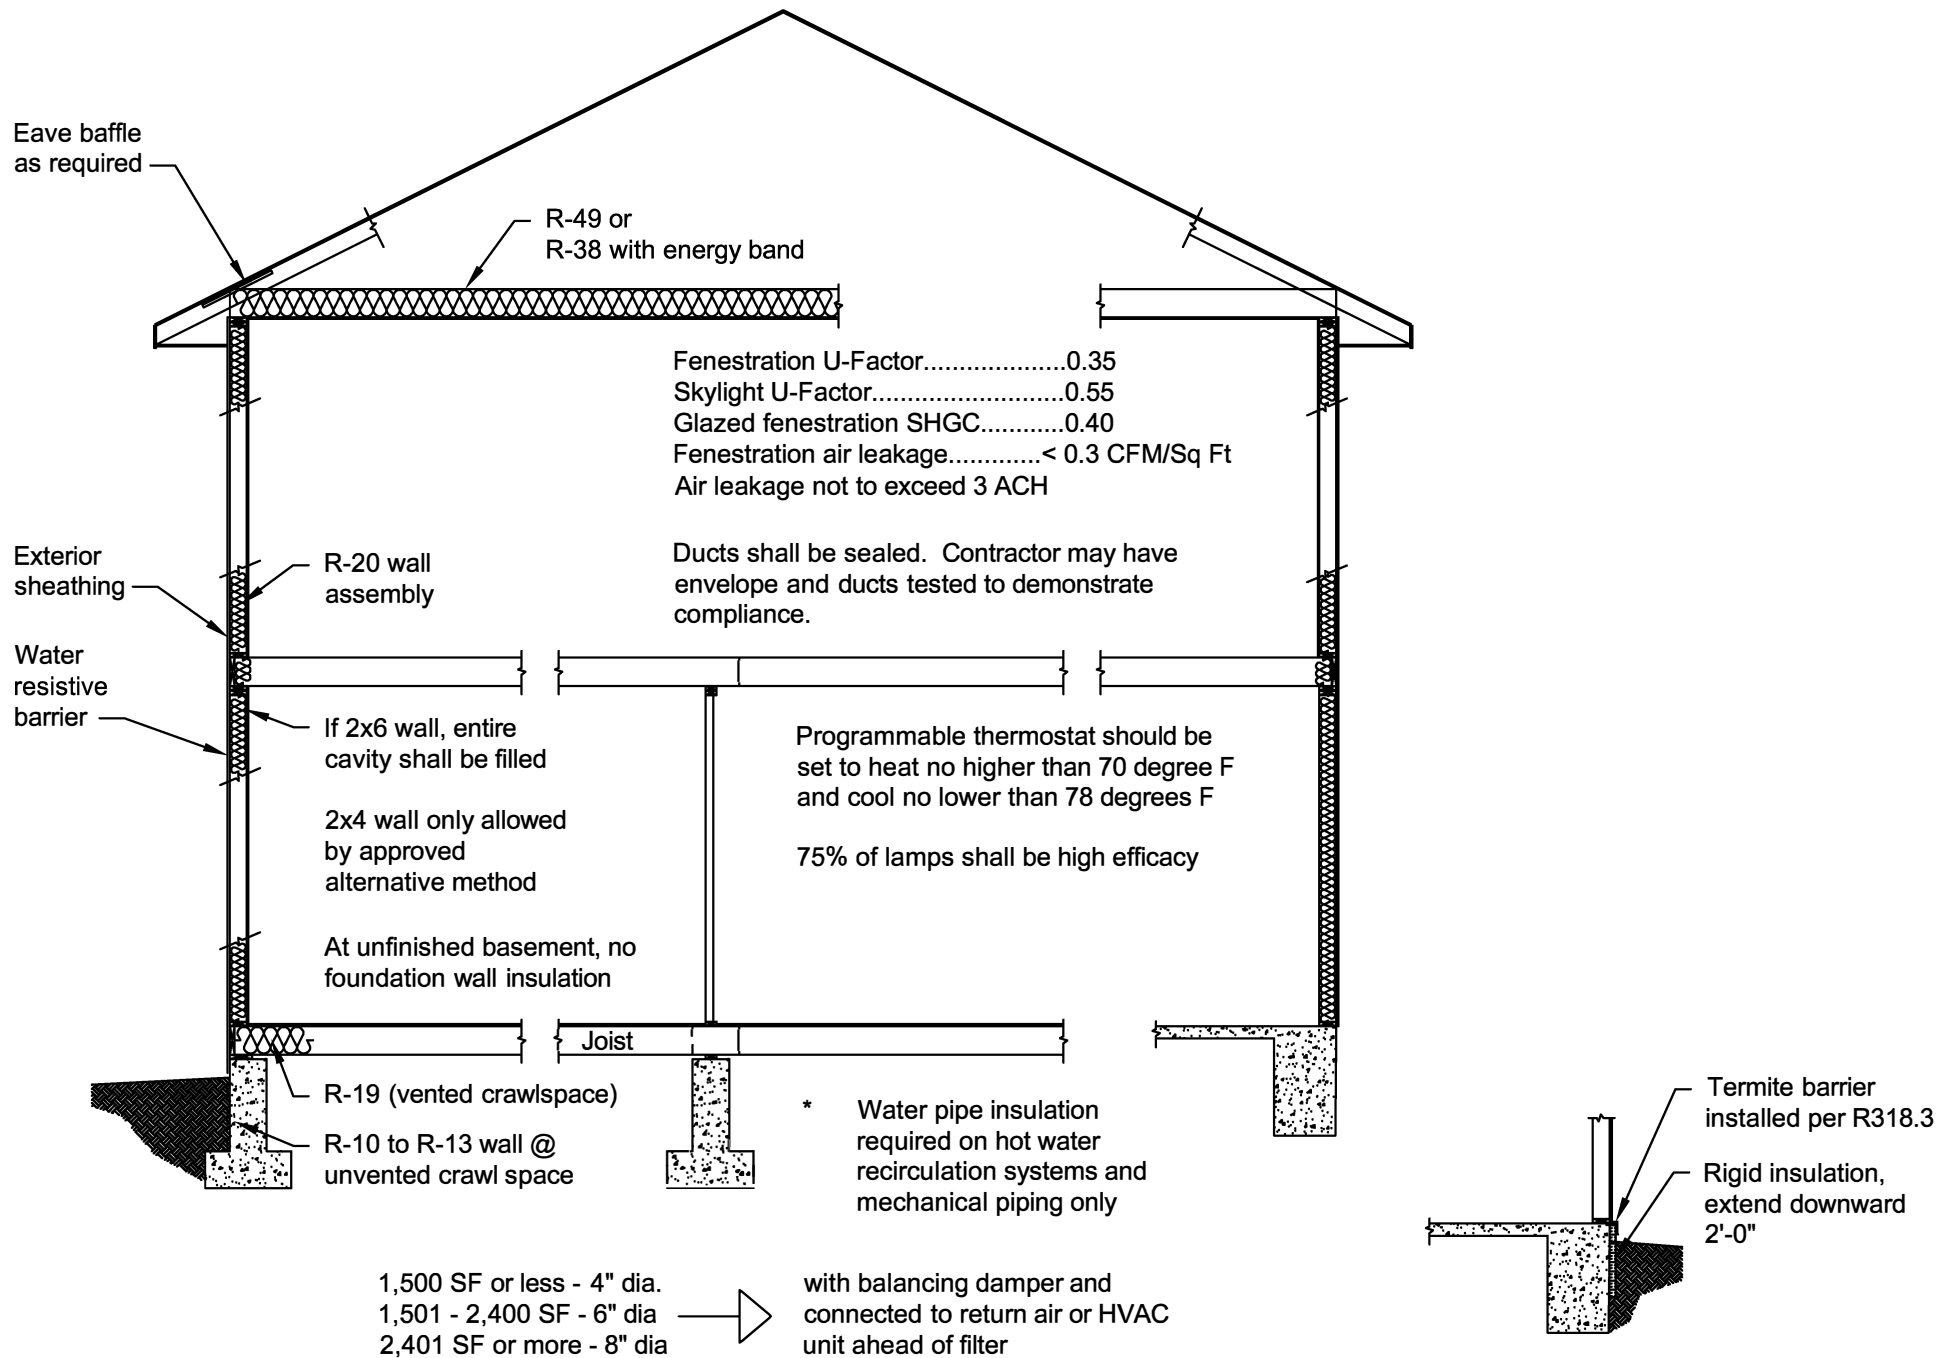 Eave baffle
as required
R-49 or
R-38 with energy band
Fenestration U-Factor....................0.35
Skylight U-Factor...........................0.55
Glazed fenestration SHGC............0.40
Fenestration air leakage.............< 0.3 CFM/Sq Ft
Air leakage not to exceed 3 ACH
Ducts shall be sealed.  Contractor may have
envelope and ducts tested to demonstrate
compliance.
Exterior
sheathing
R-20 wall
assembly
Water
resistive
barrier
If 2x6 wall, entire
cavity shall be filled
2x4 wall only allowed
by approved
alternative method
At unfinished basement, no
foundation wall insulation
Programmable thermostat should be
set to heat no higher than 70 degree F
and cool no lower than 78 degrees F
75% of lamps shall be high efficacy
Joist
R-19 (vented crawlspace)
R-10 to R-13 wall @
unvented crawl space
* Water pipe insulation
required on hot water
recirculation systems and
mechanical piping only
Termite barrier
installed per R318.3
Rigid insulation,
extend downward
2'-0"
1,500 SF or less - 4" dia.
1,501 - 2,400 SF - 6" dia
2,401 SF or more - 8" dia
with balancing damper and
connected to return air or HVAC
unit ahead of filter